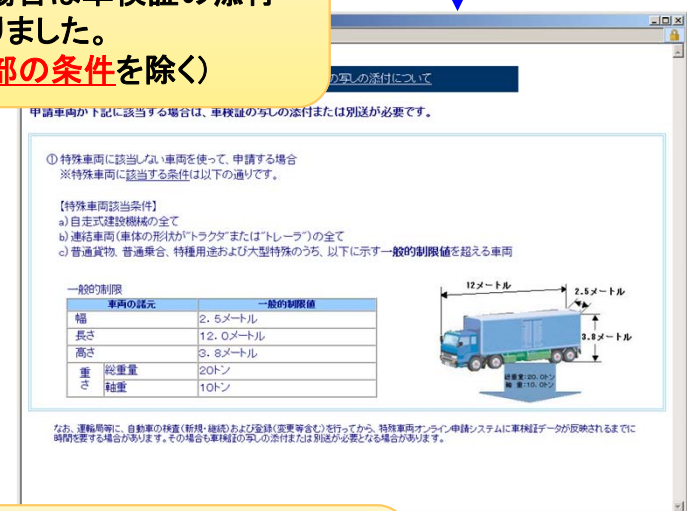 場合は車検証の添付
りました。
部の条件を除く）
の写しの添付について
申請車両が下記に該当する場合は、車検証の写しの添付または別送が必要です。
① 特殊車両に該当しない車両を使って、申請する場合
※特殊車両に該当する条件は以下の通りです。
【特殊車両該当条件】
a) 自走式建設機械の全て
b) 連結車両（車体の形状が“トラクタ”または“トレーラ”）の全て
c) 普通貨物、普通乗合、特種用途および大型特殊のうち、以下に示す一般的制限値を超える車両
一般的制限
車両の諸元 一般的制限値
幅 2.5メートル
長さ 12.0メートル
高さ 3.8メートル
重さ 総重量 20トン
軸重 10トン
12メートル
2.5メートル
3.8メートル
総重量:20.0トン
軸 重:10.0トン
なお、運輸局等に、自動車の検査（新規・継続）および登録（変更等含む）を行ってから、特殊車両オンライン申請システムに車検証データが反映されるまでに
時間を要する場合があります。その場合も車検証の写しの添付または別送が必要となる場合があります。